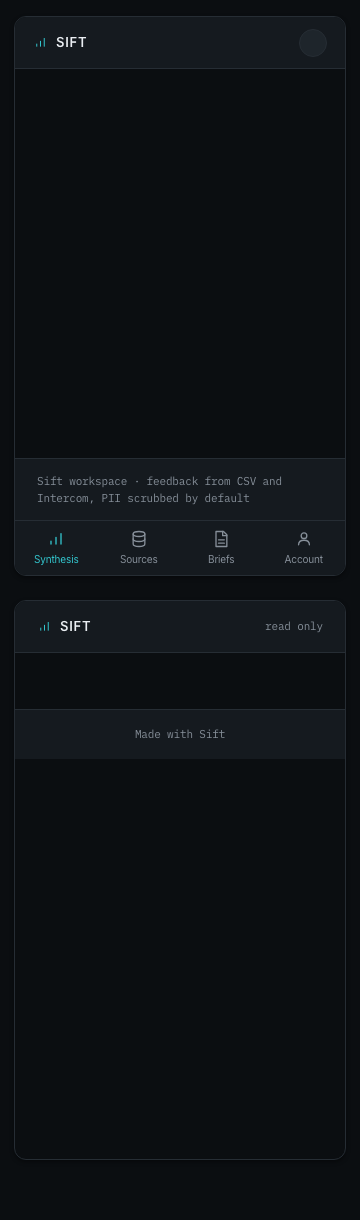 SIFT
Sift workspace · feedback from CSV and
Intercom, PII scrubbed by default
Synthesis
Sources
Briefs
Account
SIFT
read only
Made with Sift